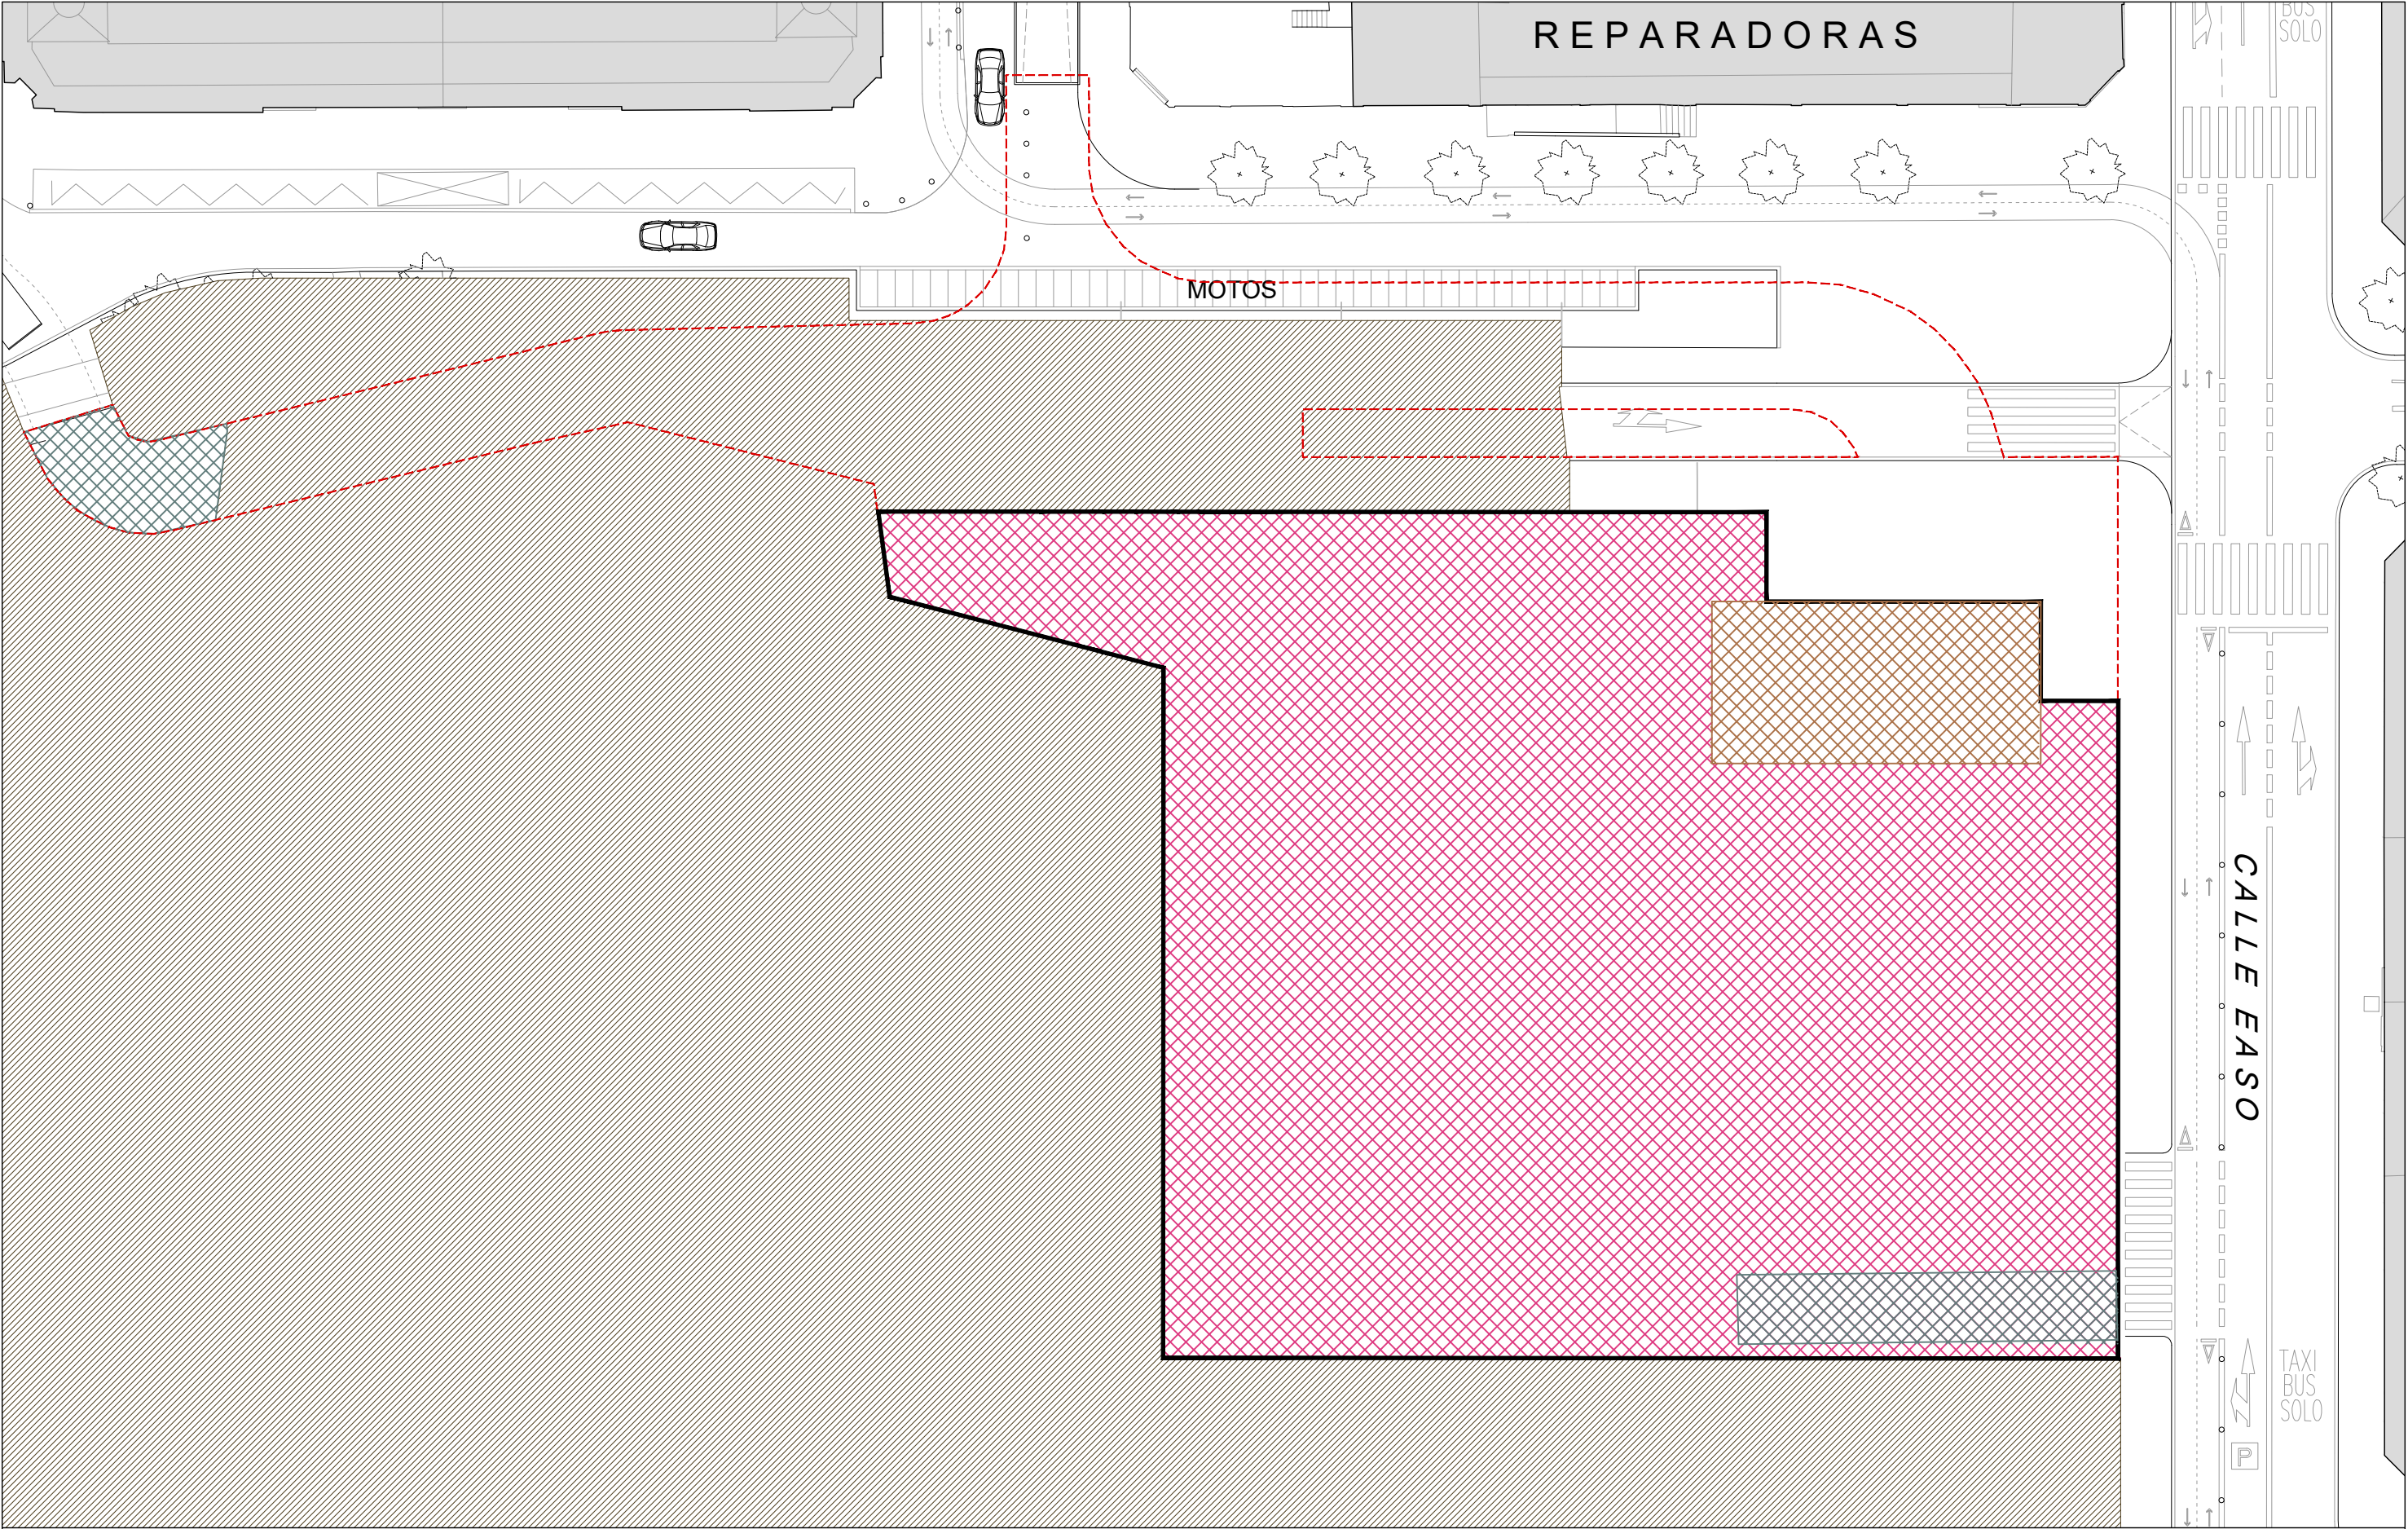 REPARADORAS
BUS
SOLO
MOTOS
CALLE EASO
TAXI
BUS
SOLO
P